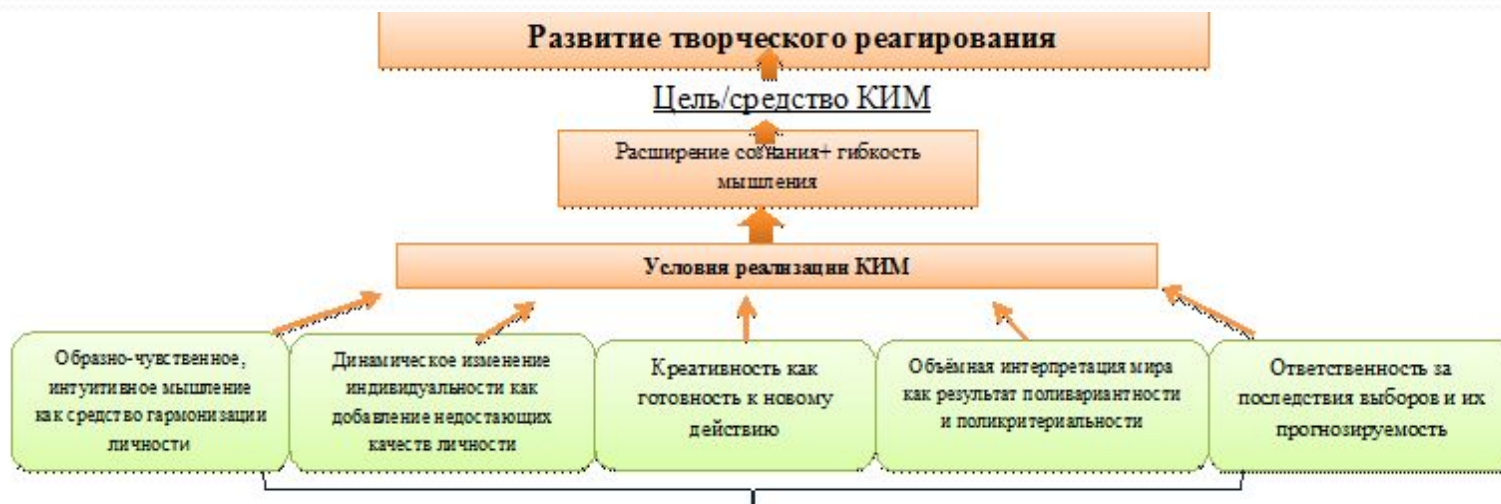 Развитие творческого реагирования
Цель/средство КИМ
Расширение сознания+ гибкость
мышления
Условия реализации КИМ
Образно-чувственное,
интуитивное мышление
как средство гармонизации
личности
Динамическое изменение
индивидуальности как
добавление недостающих
качеств личности
Креативность как
готовность к новому
действию
Объёмная интерпретация мира
как результат поливариантности
и поликритериальности
Ответственность за
последствия выборов и их
прогнозируемость